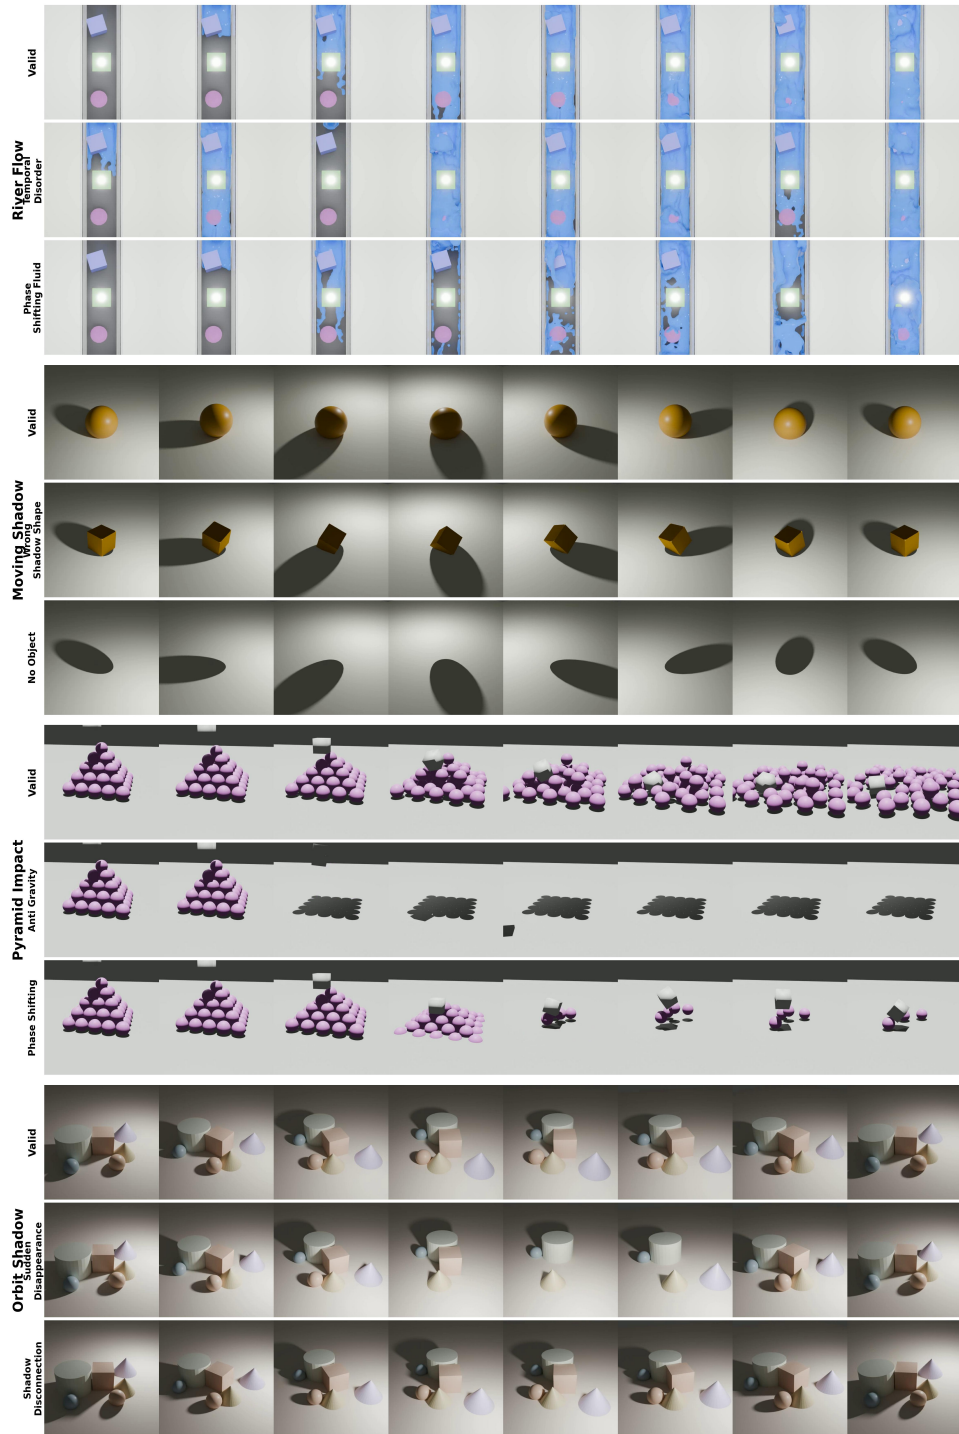 River Flow
Valid
Temporal
Disorder
Phase
Shifting Fluid
Moving Shadow
Valid
Wrong
Shadow Shape
No Object
Pyramid Impact
Valid
Anti Gravity
Phase Shifting
Orbit Shadow
Valid
Sudden
Disappearance
Shadow
Disconnection